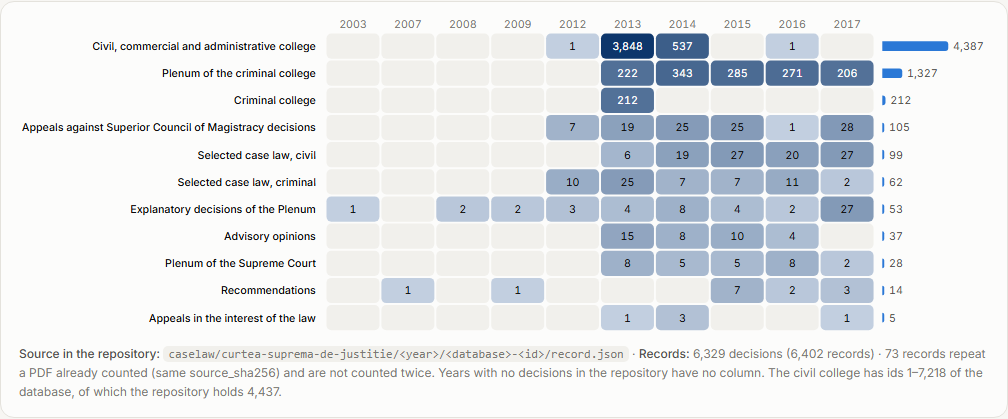 2003 2007 2008 2009 2012 2013 2014 2015 2016 2017
Civil, commercial and administrative college 1 3,848 537 1 4,387
Plenum of the criminal college 222 343 285 271 206 1,327
Criminal college 212 212
Appeals against Superior Council of Magistracy decisions 7 19 25 25 1 28 105
Selected case law, civil 6 19 27 20 27 99
Selected case law, criminal 10 25 7 7 11 2 62
Explanatory decisions of the Plenum 1 2 2 3 4 8 4 2 27 53
Advisory opinions 15 8 10 4 37
Plenum of the Supreme Court 8 5 5 8 2 28
Recommendations 1 1 7 2 3 14
Appeals in the interest of the law 1 3 1 5
Source in the repository: caselaw/curtea-suprema-de-justitie/<year>/<database>-<id>/record.json · Records: 6,329 decisions (6,402 records) · 73 records repeat
a PDF already counted (same source_sha256) and are not counted twice. Years with no decisions in the repository have no column. The civil college has ids 1–7,218 of the
database, of which the repository holds 4,437.